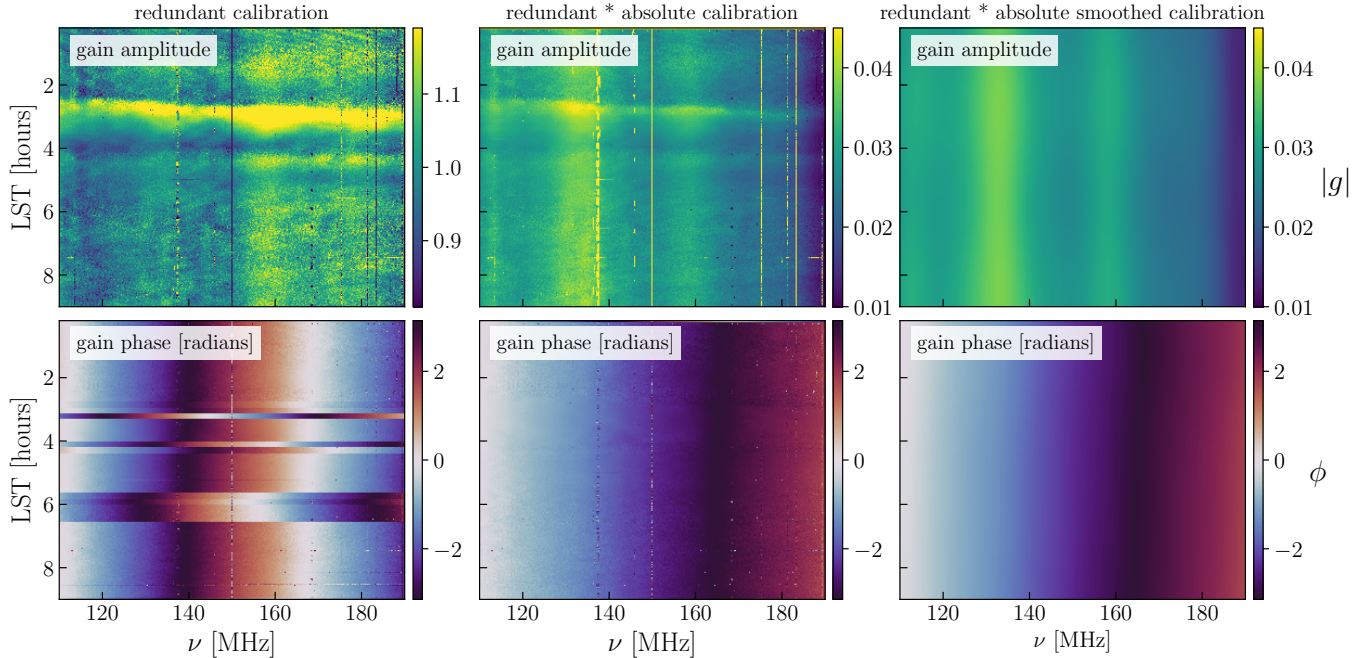 redundant calibration
redundant * absolute calibration
redundant * absolute smoothed calibration
gain amplitude
gain amplitude
gain amplitude
2
4
6
8
LST [hours]
1.1
1.0
0.9
0.04
0.03
0.02
0.01
0.04
0.03
0.02
0.01
|g|
gain phase [radians]
gain phase [radians]
gain phase [radians]
2
4
6
8
LST [hours]
2
0
−2
2
0
−2
2
0
−2
ϕ
120 140 160 180
120 140 160 180
120 140 160 180
ν [MHz]
ν [MHz]
ν [MHz]